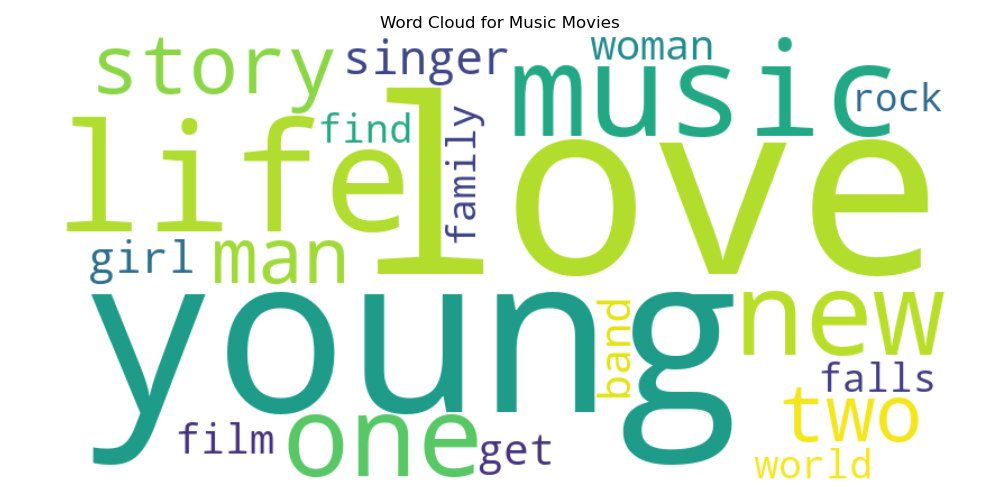 Word Cloud for Music Movies
story
singer
woman
music
rock
life
find
family
love
girl
man
young
band
new
falls
two
film
one
get
world